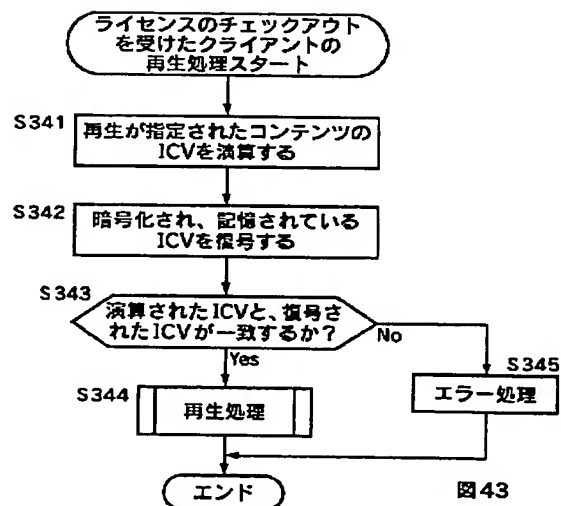 ライセンスのチェックアウト
を受けたクライアントの
再生処理スタート
S341
再生が指定されたコンテンツの
ICVを演算する
S342
暗号化され、記憶されている
ICVを復号する
S343
演算されたICVと、復号さ
れたICVが一致するか?
No
Yes
S344
再生処理
S345
エラー処理
エンド
図43